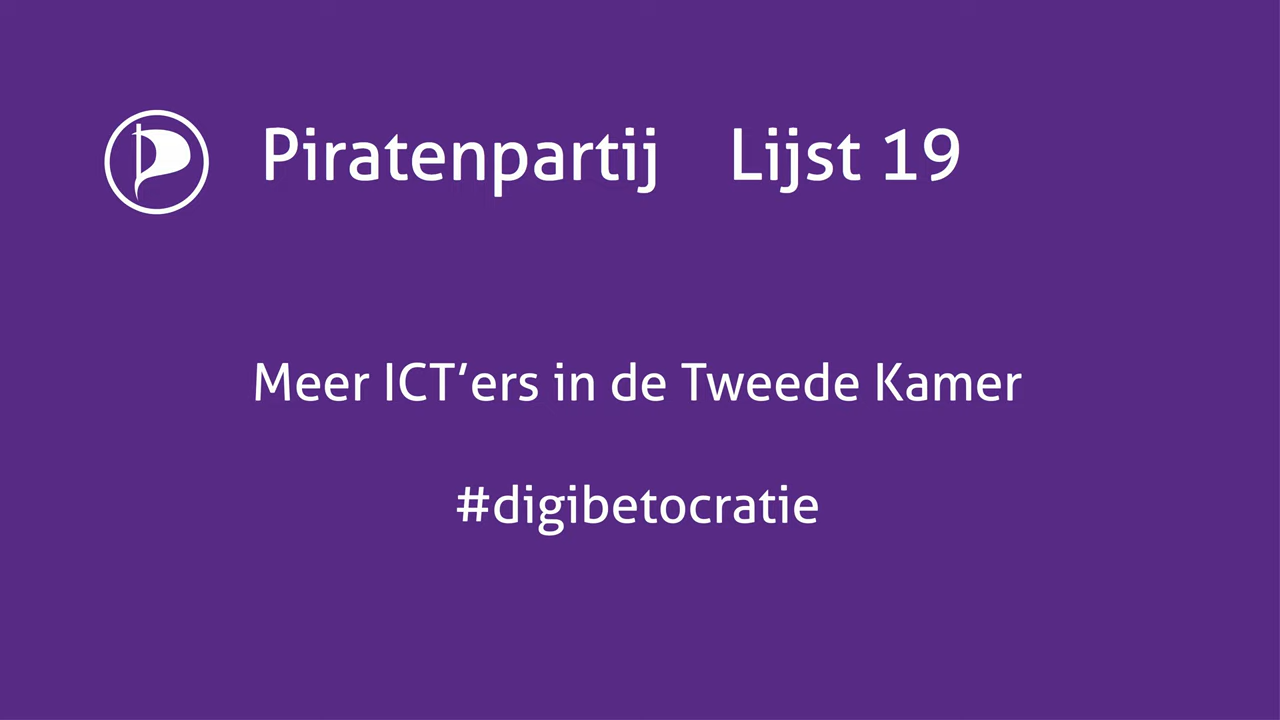 Piratenpartij Lijst 19
Meer ICT’ers in de Tweede Kamer
#digibetocratie